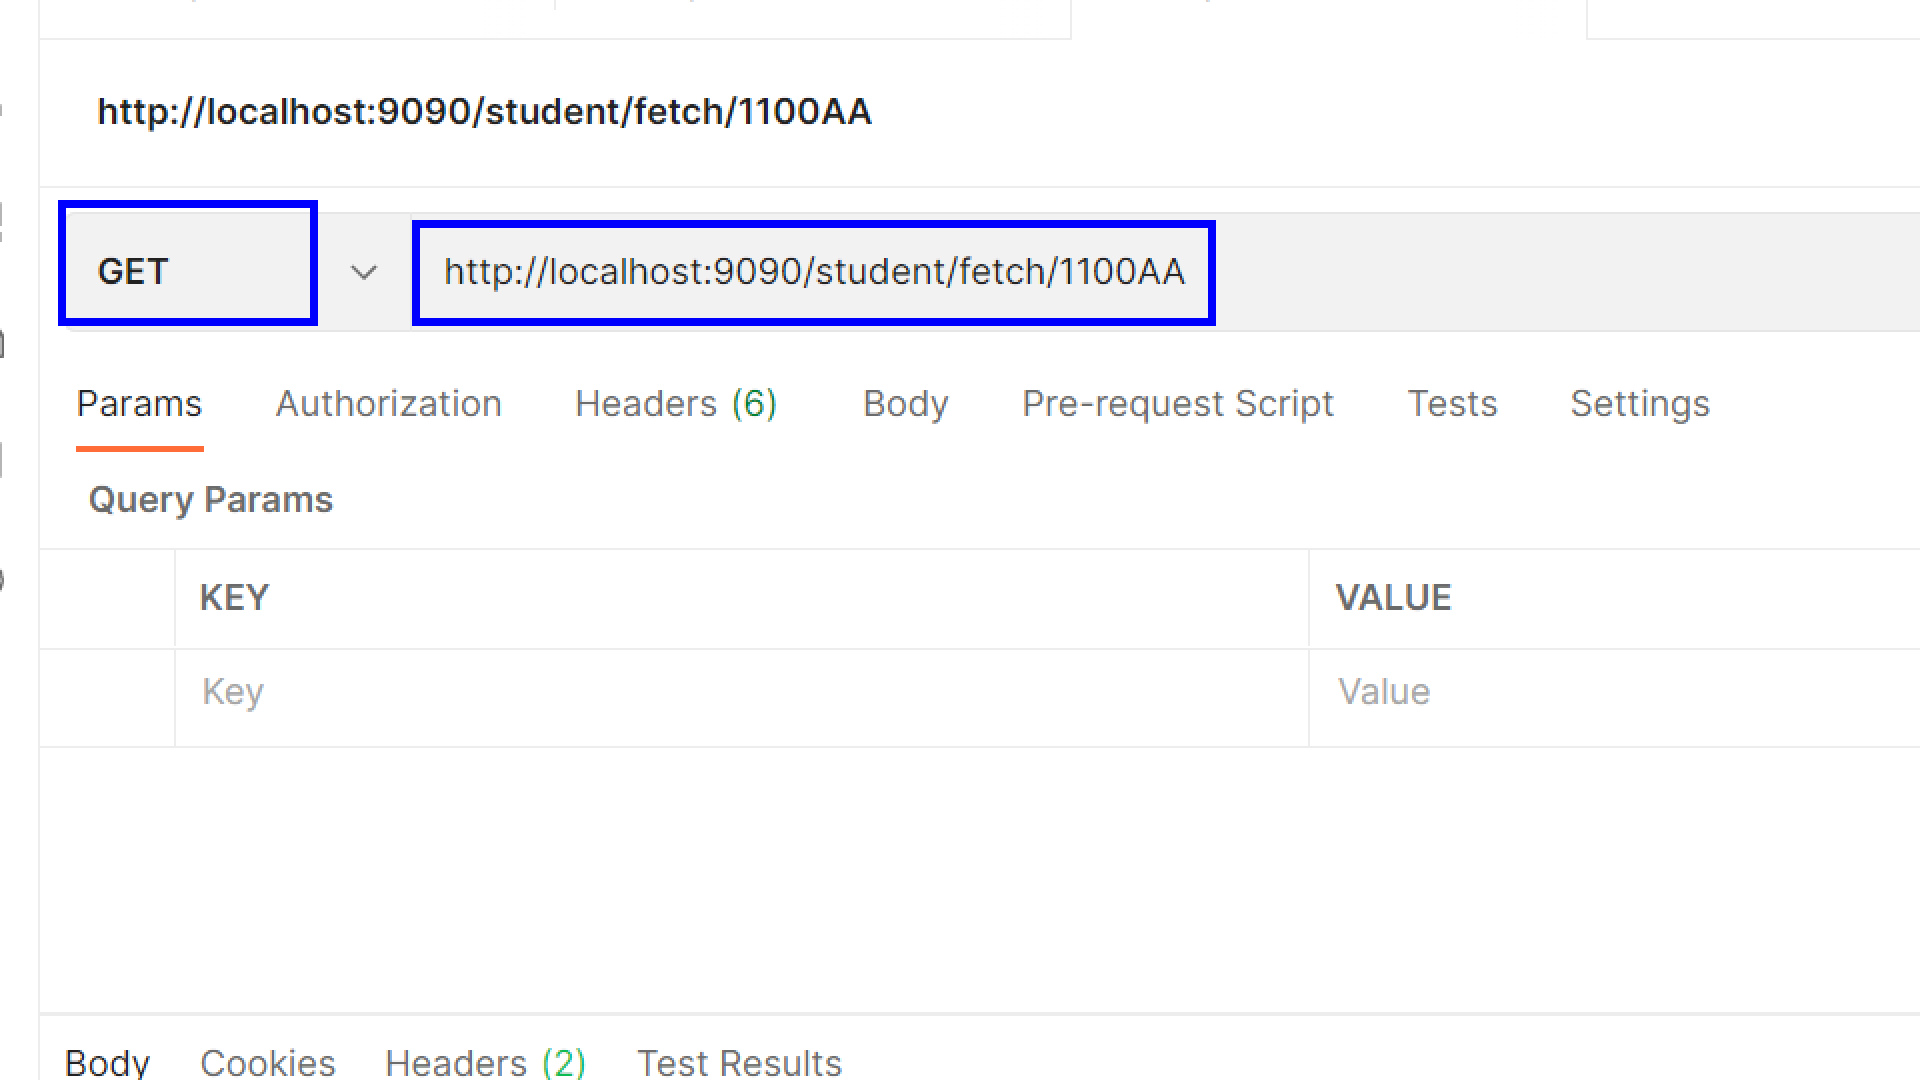 http://localhost:9090/student/fetch/1100AA
GET http://localhost:9090/student/fetch/1100AA
Params Authorization Headers (6) Body Pre-request Script Tests Settings
Query Params
KEY VALUE
Key Value
Body Cookies Headers (2) Test Results